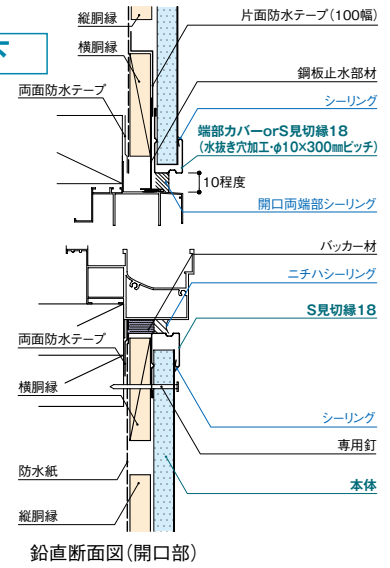 下
縦胴縁
横胴縁
両面防水テープ
片面防水テープ(100幅)
鋼板止水部材
シーリング
端部カバーorS見切縁18
(水抜き穴加工・φ10×300㎜ピッチ)
10程度
開口両端部シーリング
バッカー材
ニチハシーリング
S見切縁18
両面防水テープ
横胴縁
シーリング
専用釘
防水紙
本体
縦胴縁
鉛直断面図(開口部)